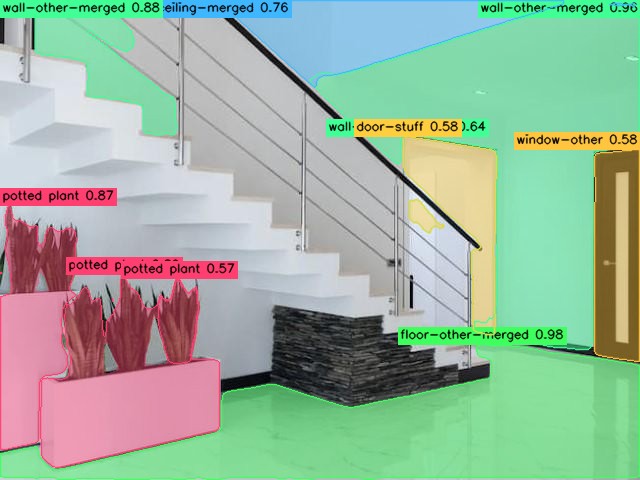 wall-other-merged 0.88
eiling-merged 0.76
wall-other-merged 0.96
wall-
door-stuff 0.58
0.64
window-other 0.58
potted plant 0.87
potted p
potted plant 0.57
floor-other-merged 0.98